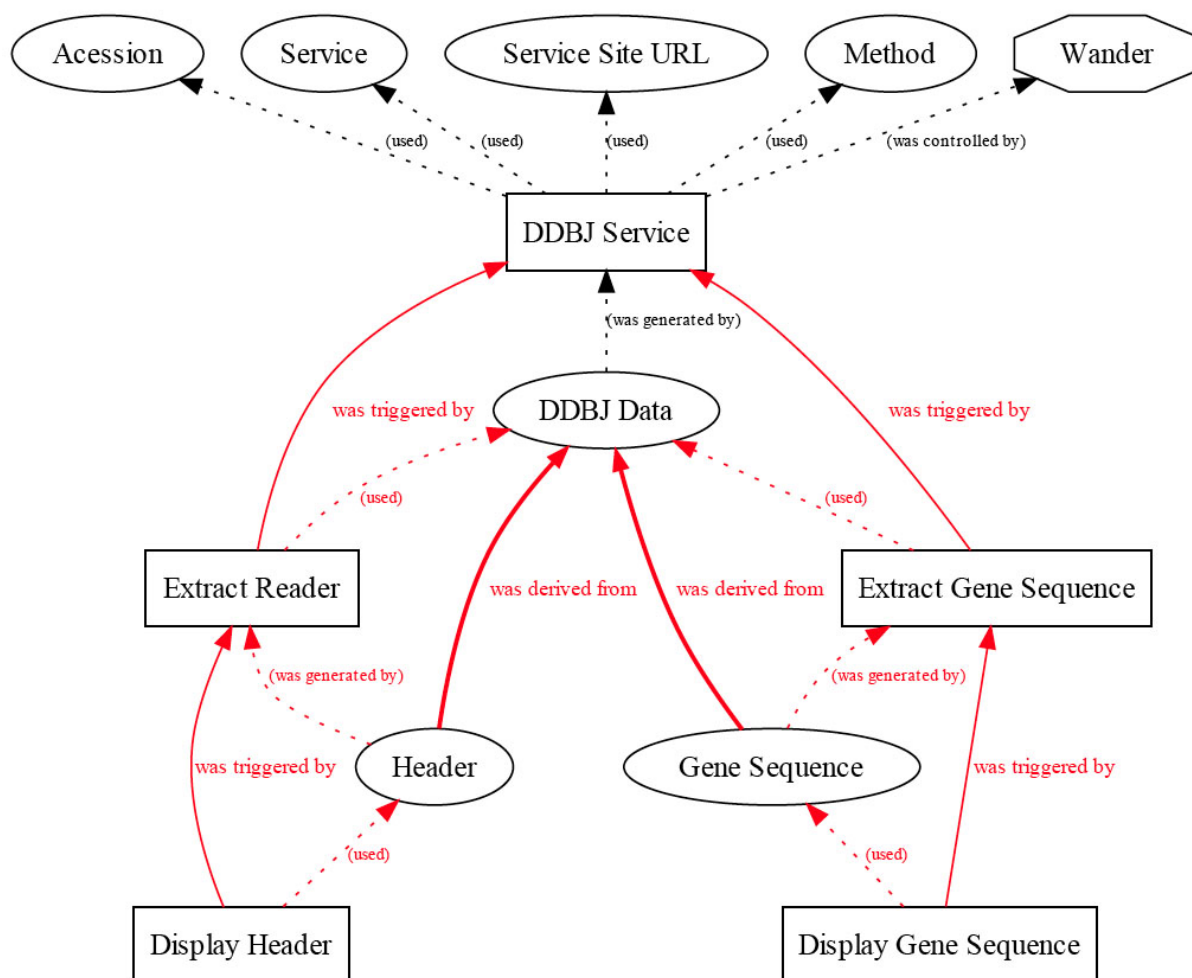 Acession
Service
Service Site URL
Method
Wander
(used)
(used)
(used)
(used)
(was controlled by)
DDBJ Service
(was generated by)
DDBJ Data
was triggered by
was triggered by
(used)
(used)
Extract Reader
was derived from
was derived from
Extract Gene Sequence
(was generated by)
(was generated by)
was triggered by
Header
Gene Sequence
was triggered by
(used)
(used)
Display Header
Display Gene Sequence